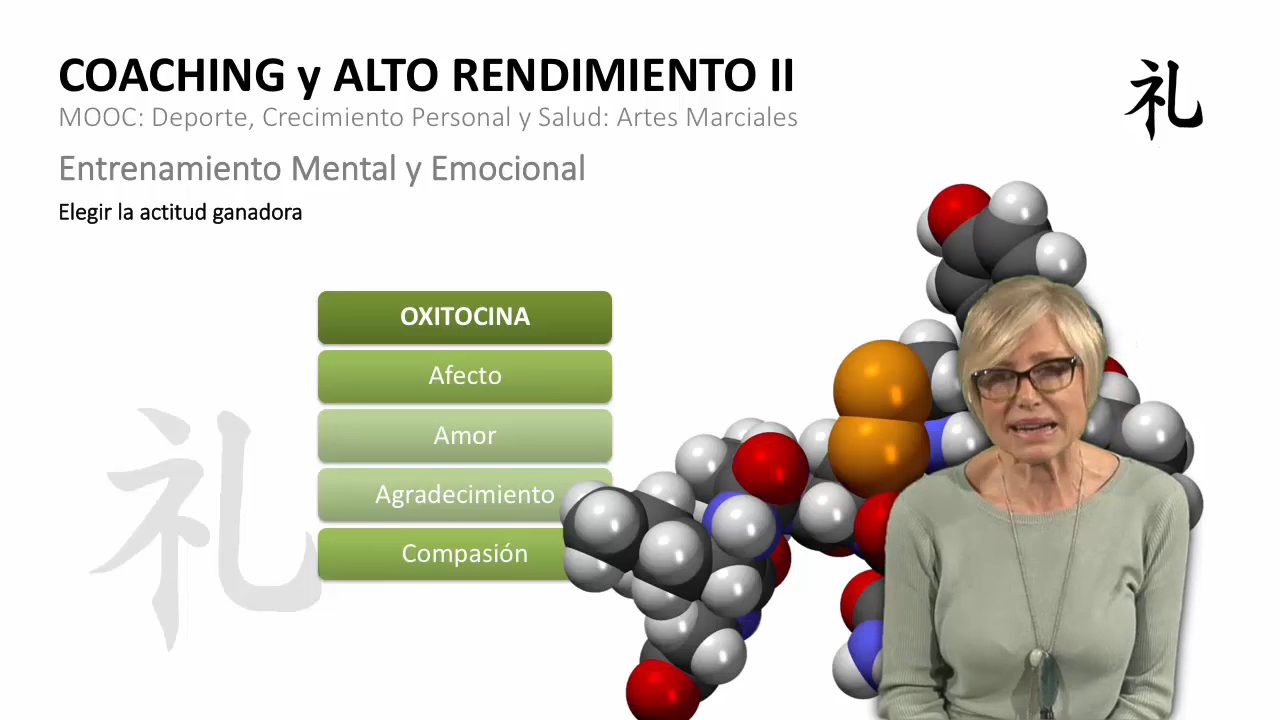 COACHING y ALTO RENDIMIENTO II
MOOC: Deporte, Crecimiento Personal y Salud: Artes Marciales
礼
Entrenamiento Mental y Emocional
Elegir la actitud ganadora
OXITOCINA
Afecto
Amor
Agradecimiento
Compasión
礼